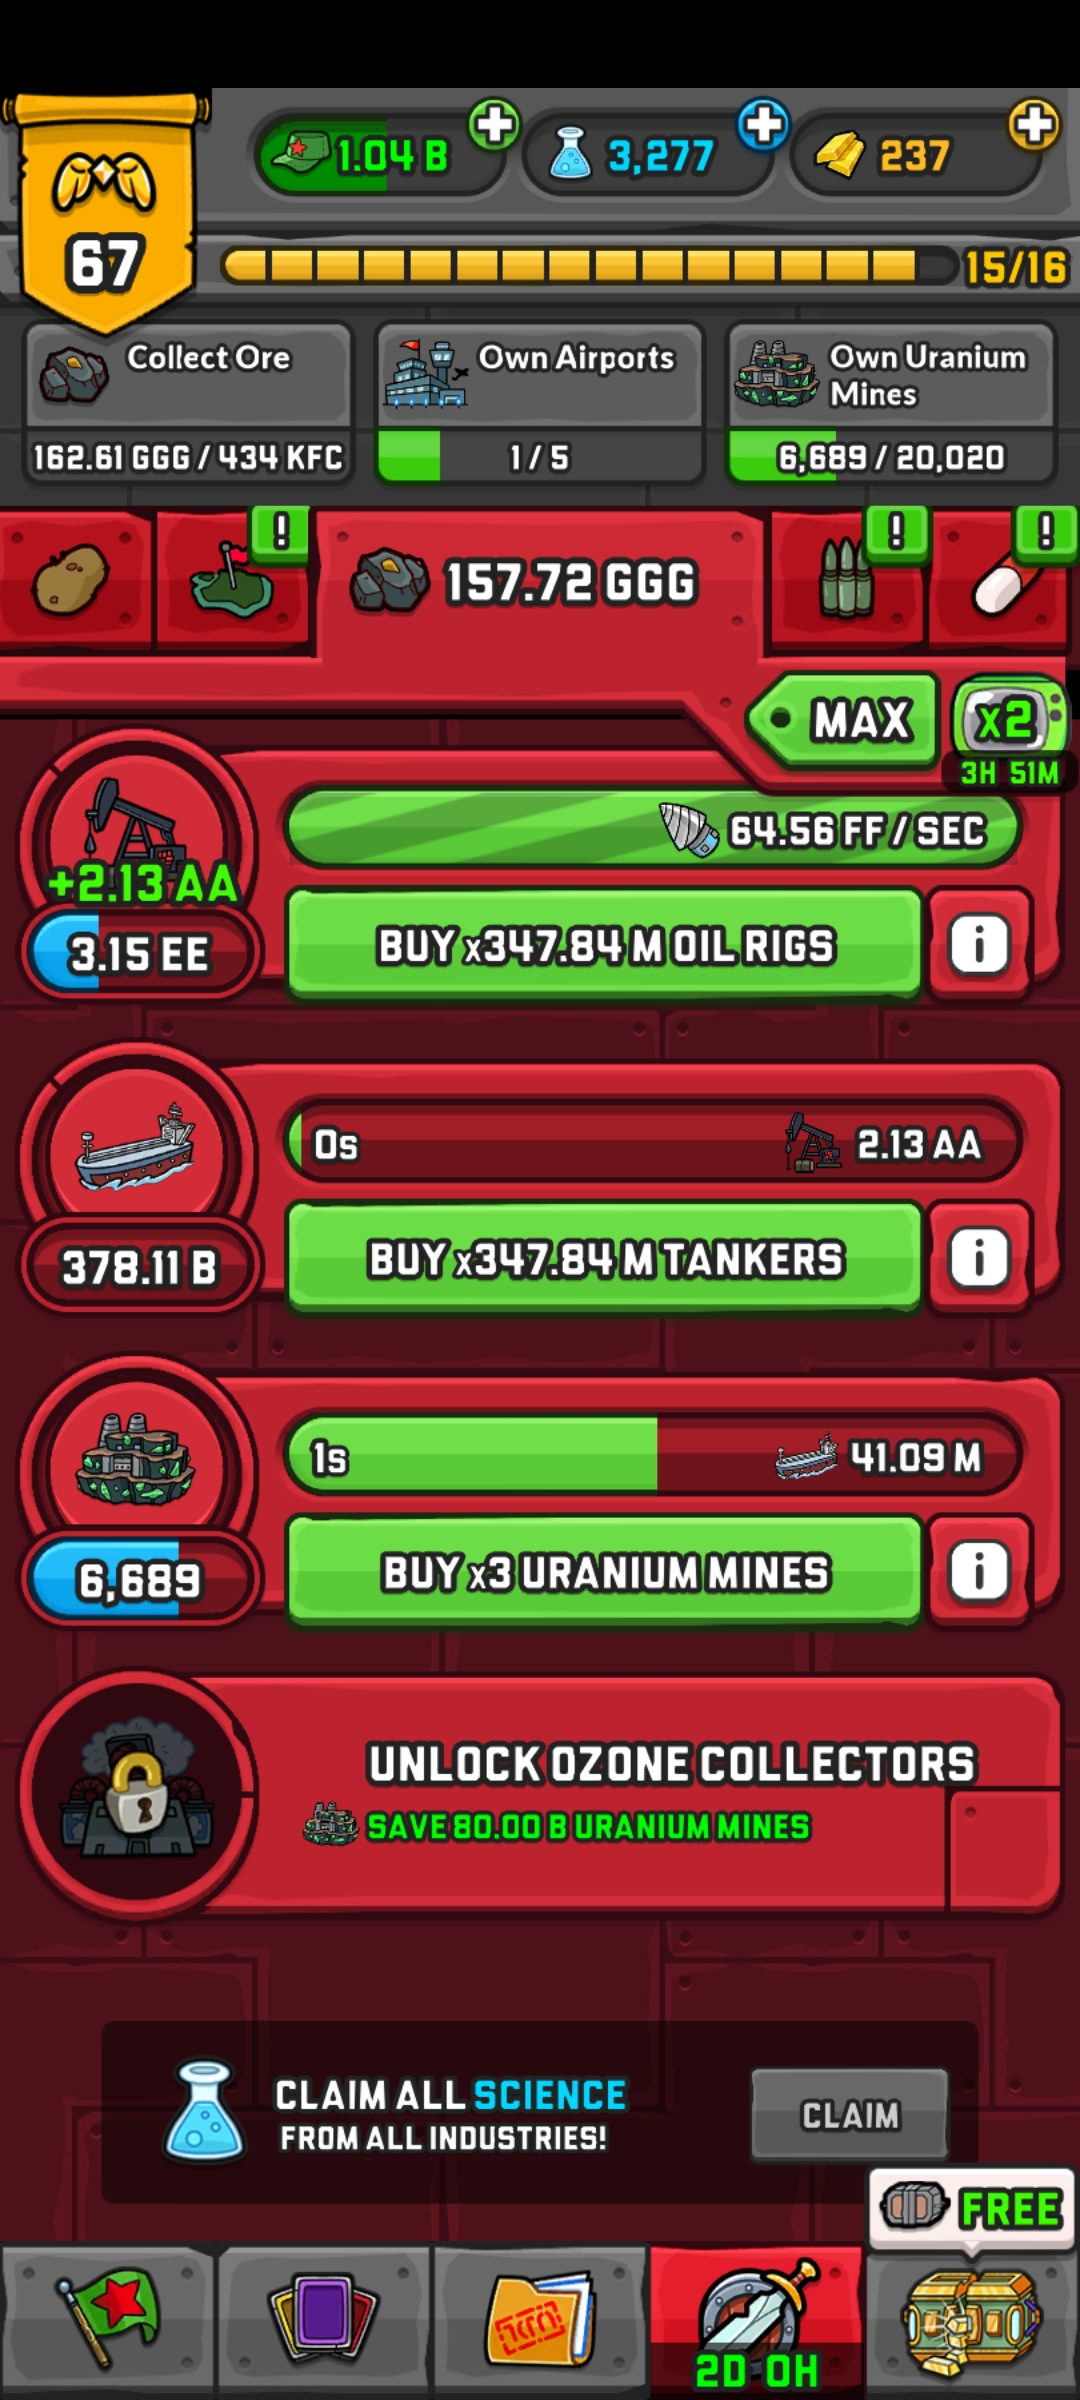 1.04 B
3,277
237
67
15/16
Collect Ore
162.61 GGG / 434 KFC
Own Airports
1 / 5
Own Uranium
Mines
6,689 / 20,020
!
157.72 GGG
!
!
MAX
x2
3H 51M
+2.13 AA
3.15 EE
64.56 FF / SEC
BUY x347.84 M OIL RIGS
i
378.11 B
0s
2.13 AA
BUY x347.84 M TANKERS
i
6,689
1s
41.09 M
BUY x3 URANIUM MINES
i
UNLOCK OZONE COLLECTORS
SAVE 80.00 B URANIUM MINES
CLAIM ALL SCIENCE
FROM ALL INDUSTRIES!
CLAIM
FREE
2D 0H